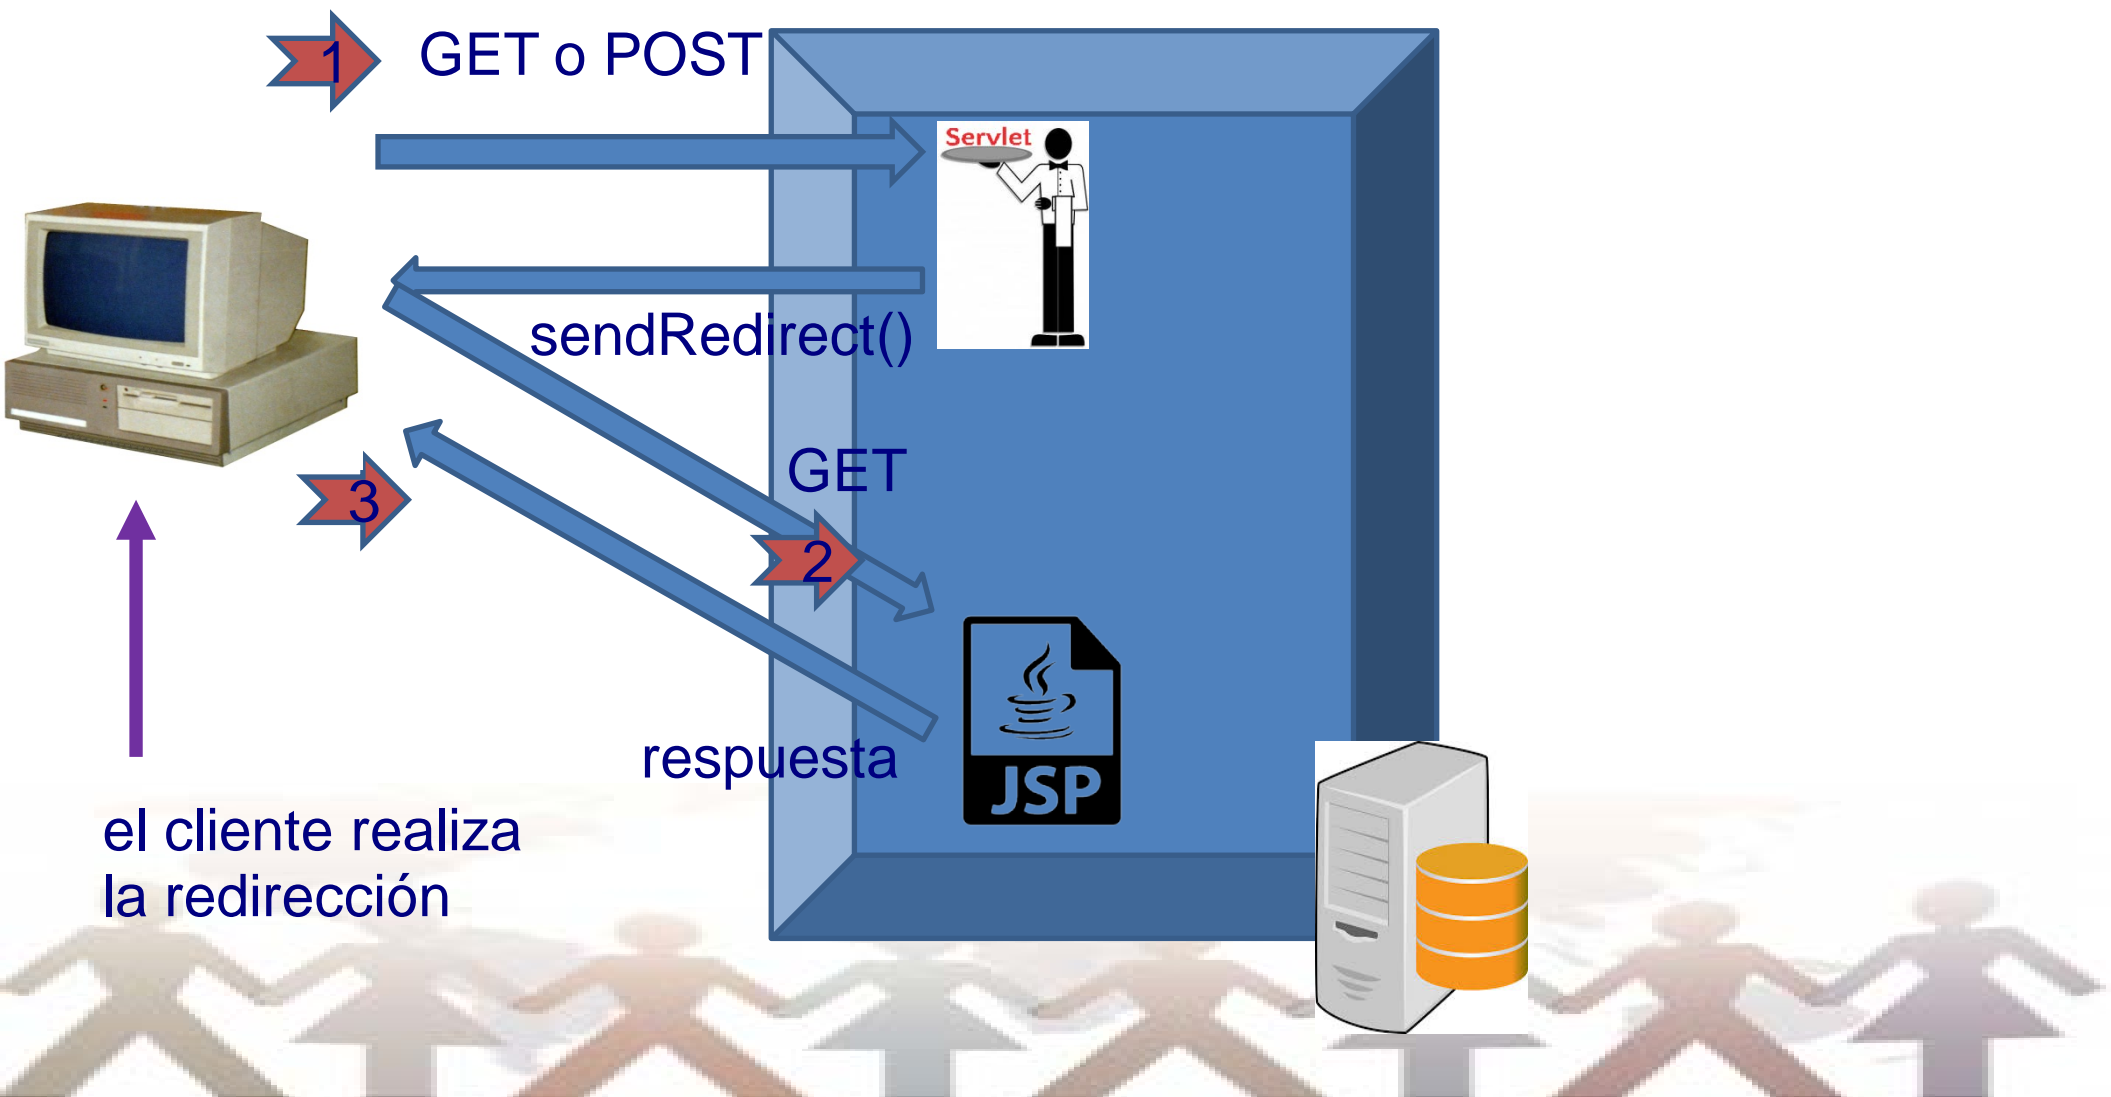 1
GET o POST
Servlet
sendRedirect()
GET
3
2
respuesta
JSP
el cliente realiza
la redirección